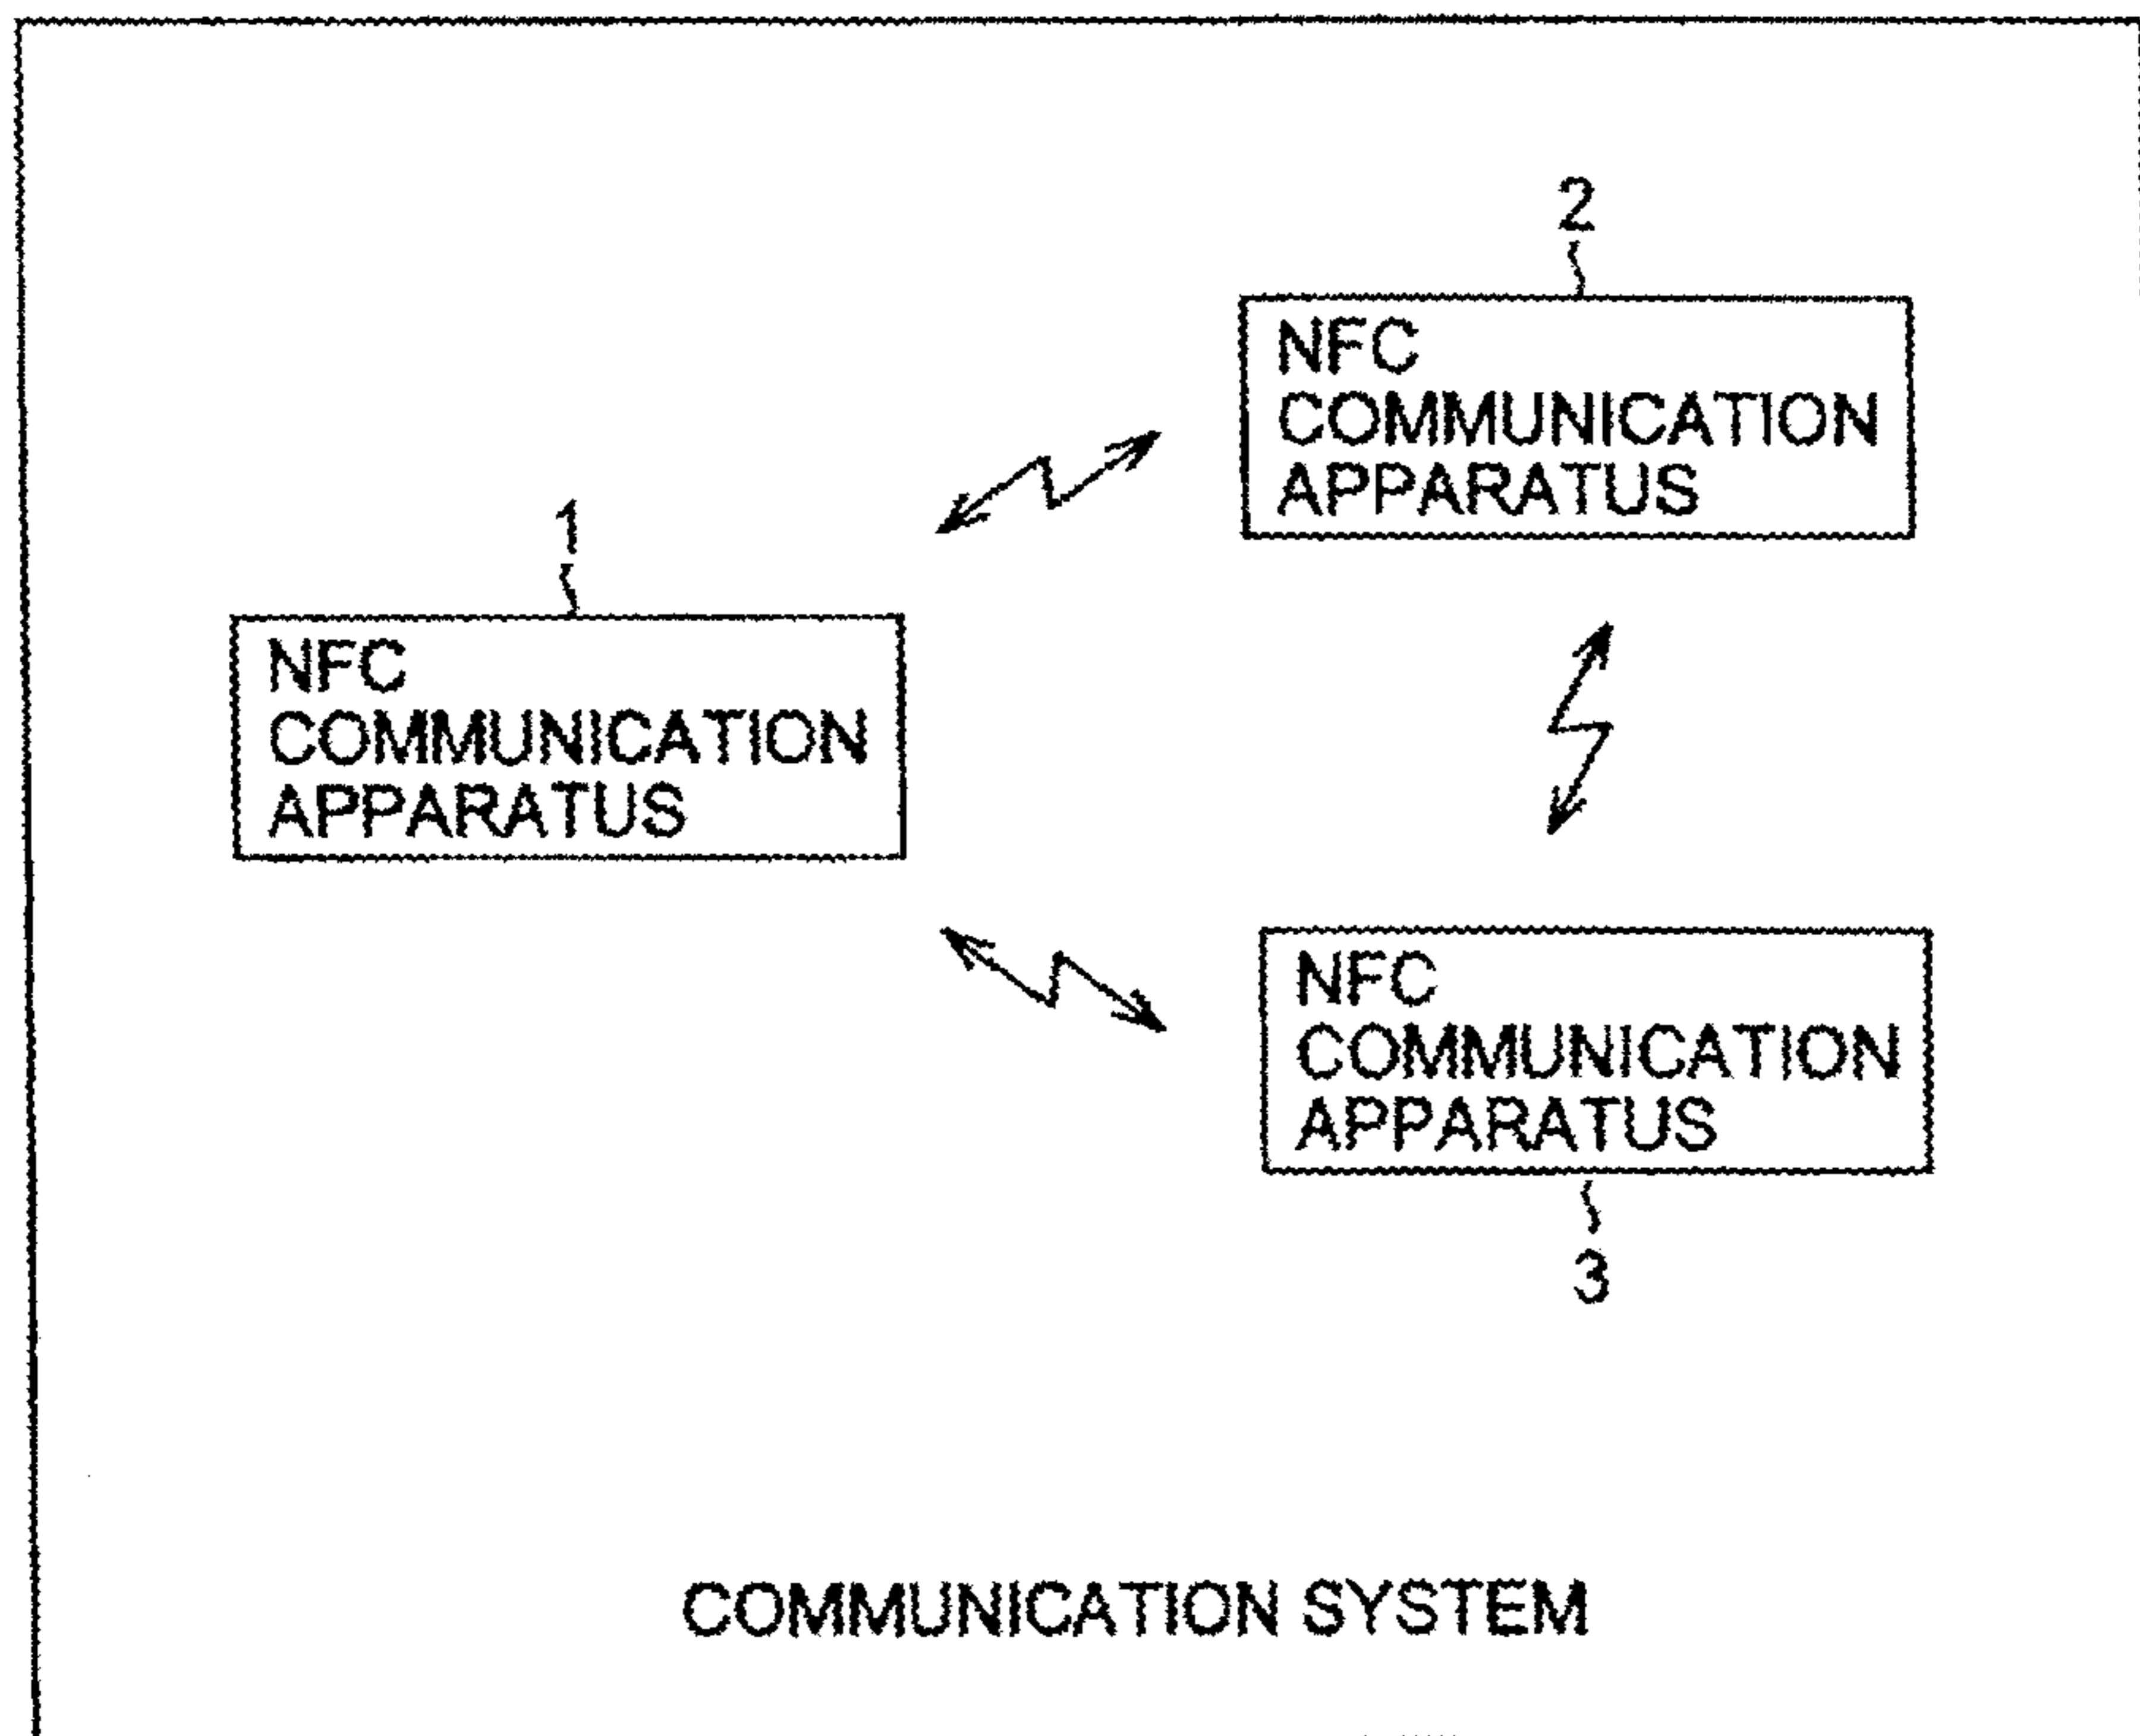 2
NFC
COMMUNICATION
APPARATUS
1
NFC
COMMUNICATION
APPARATUS
NFC
COMMUNICATION
APPARATUS
3
COMMUNICATION SYSTEM